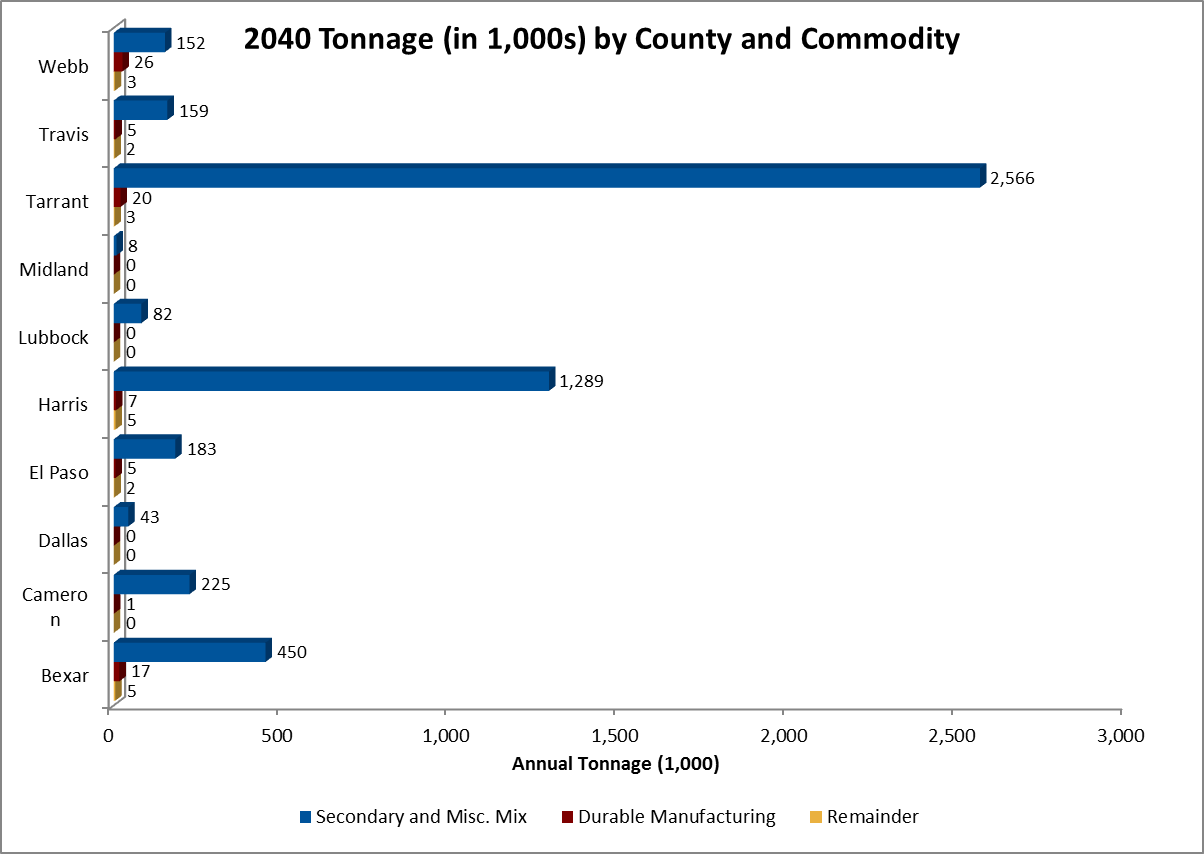 2040 Tonnage (in 1,000s) by County and Commodity
Webb
152
26
3
Travis
159
5
2
Tarrant
2,566
20
3
Midland
8
0
0
Lubbock
82
0
0
Harris
1,289
7
5
El Paso
183
5
2
Dallas
43
0
0
Camero
n
225
1
0
Bexar
450
17
5
0 500 1,000 1,500 2,000 2,500 3,000
Annual Tonnage (1,000)
Secondary and Misc. Mix Durable Manufacturing Remainder